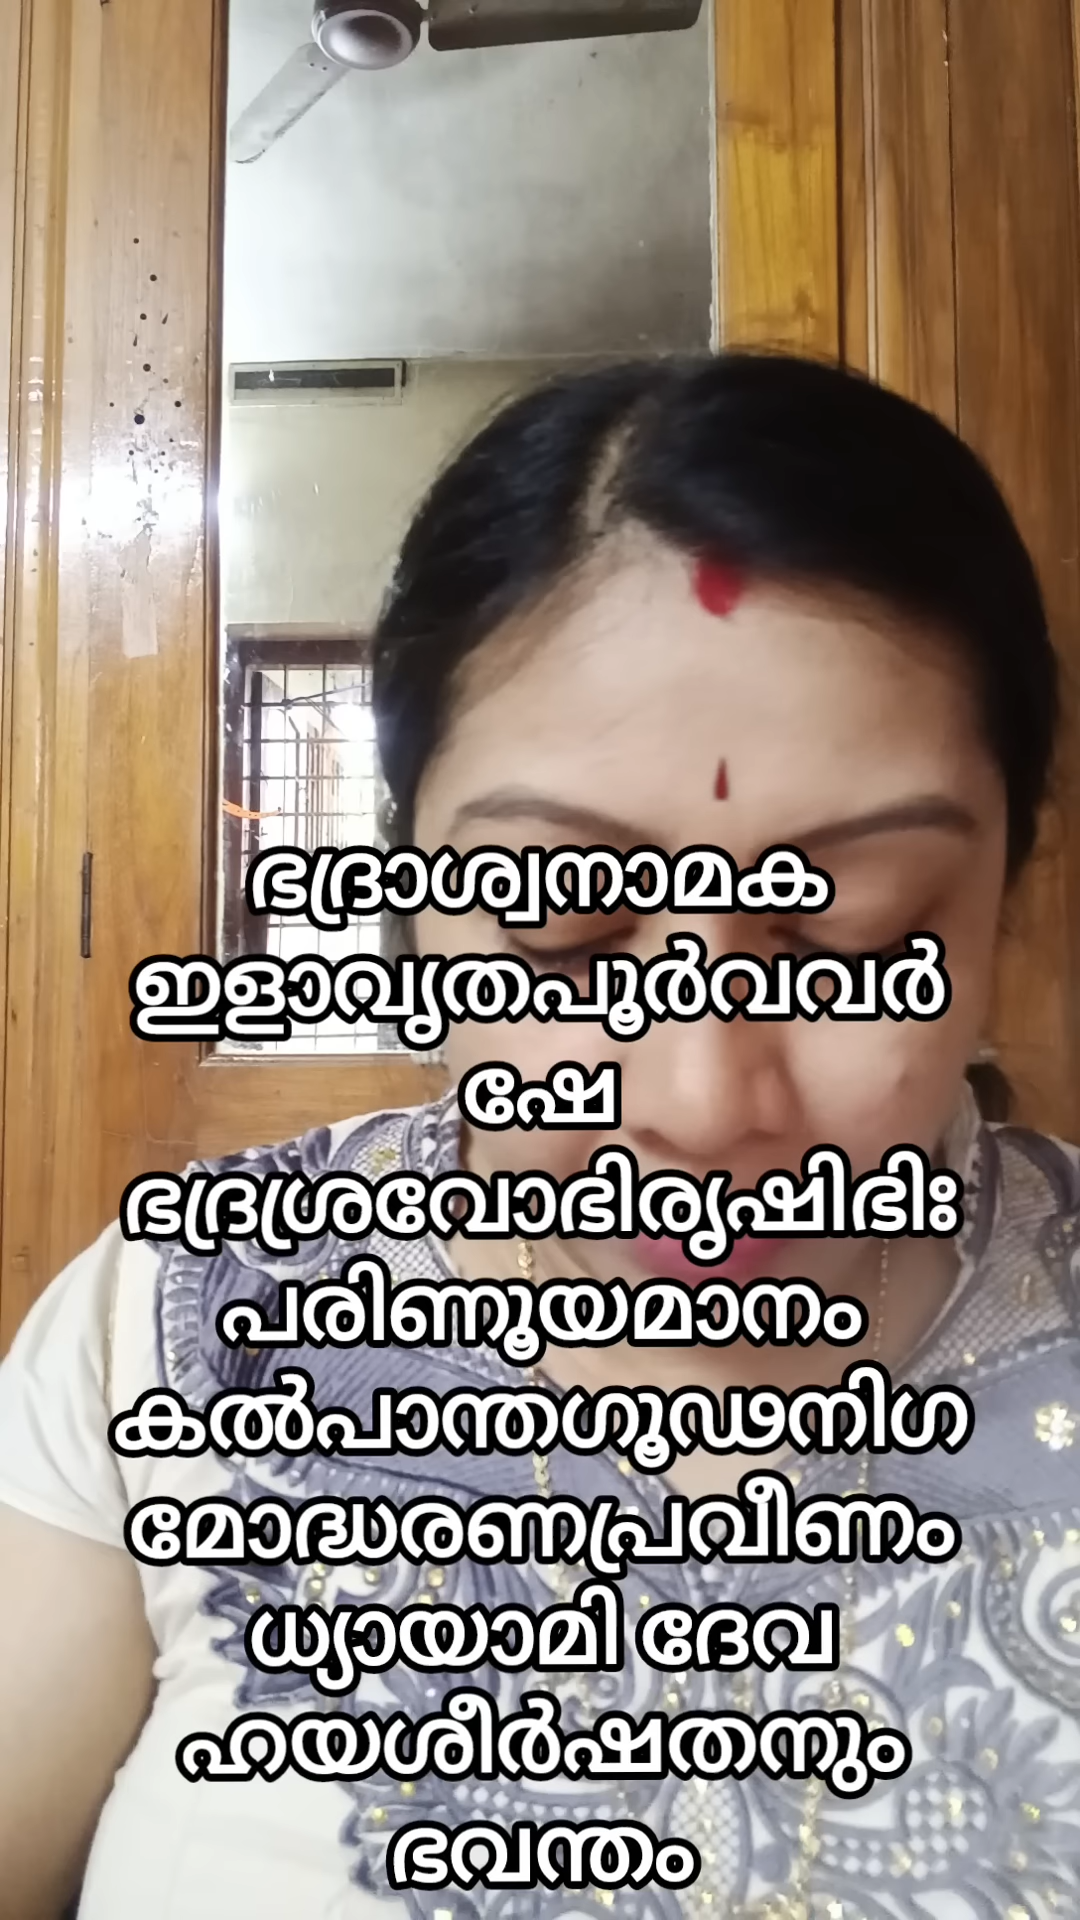 ഭദ്രാശ്വനാമക
ഇളാവൃതപൂർവവർ
ഷേ
ഭദ്രശ്രവോഭിരൃഷിഭിഃ
പരിണൂയമാനം
കൽപാന്തഗൂഢനിഗ
മോദ്ധരണപ്രവീണം
ധ്യായാമി ദേവ
ഹയശീർഷതനും
ഭവന്തം